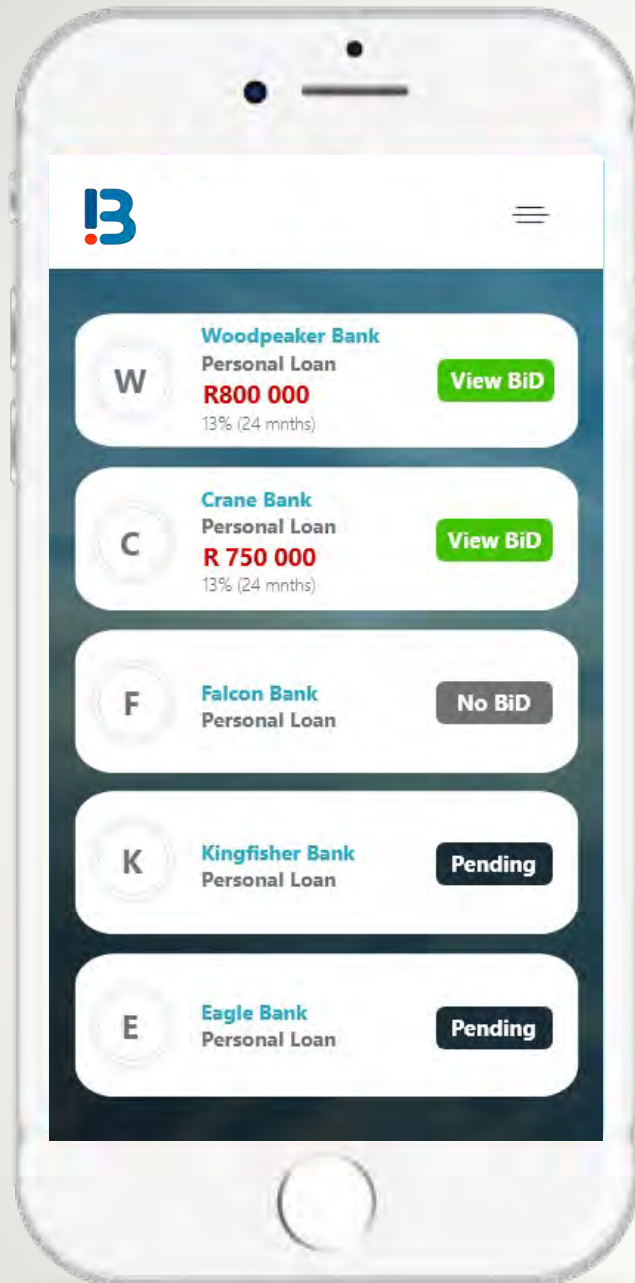 B
W
Woodpeaker Bank
Personal Loan
R800 000
13% (24 mnths)
View BiD
C
Crane Bank
Personal Loan
R 750 000
13% (24 mnths)
View BiD
F
Falcon Bank
Personal Loan
No BiD
K
Kingfisher Bank
Personal Loan
Pending
E
Eagle Bank
Personal Loan
Pending